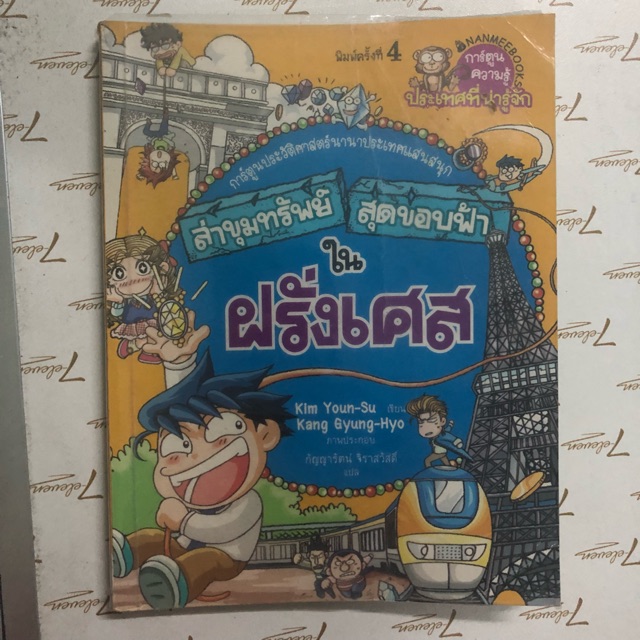 พิมพ์ครั้งที่ 4
NANMEEBOOKS
การ์ตูน
ความรู้
ประเทศที่น่ารู้จัก
การ์ตูนประวัติศาสตร์นานาประเทศแสนสนุก
ล่าขุมทรัพย์
สุดขอบฟ้า
ใน
ฝรั่งเศส
Kim Youn-Su เขียน
Kang Gyung-Hyo
ภาพประกอบ
กัญญารัตน์ จิราสวัสดิ์
แปล
7eleven